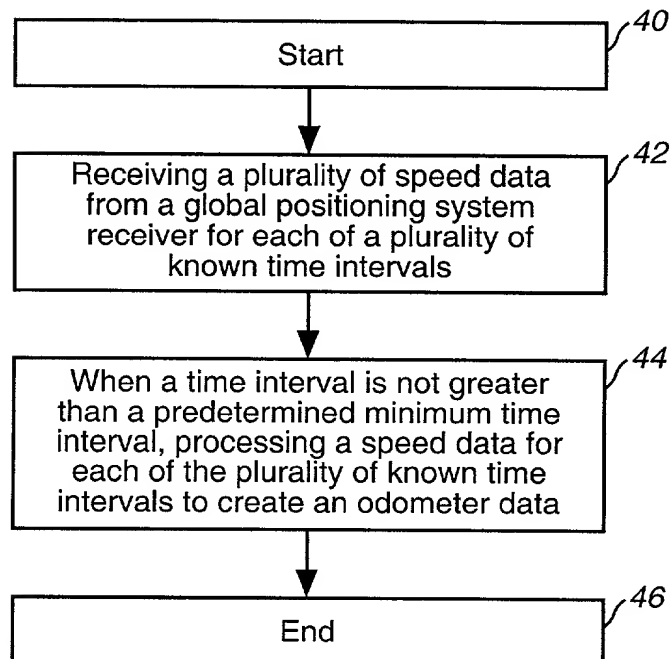 40
Start
42
Receiving a plurality of speed data
from a global positioning system
receiver for each of a plurality of
known time intervals
44
When a time interval is not greater
than a predetermined minimum time
interval, processing a speed data for
each of the plurality of known time
intervals to create an odometer data
46
End